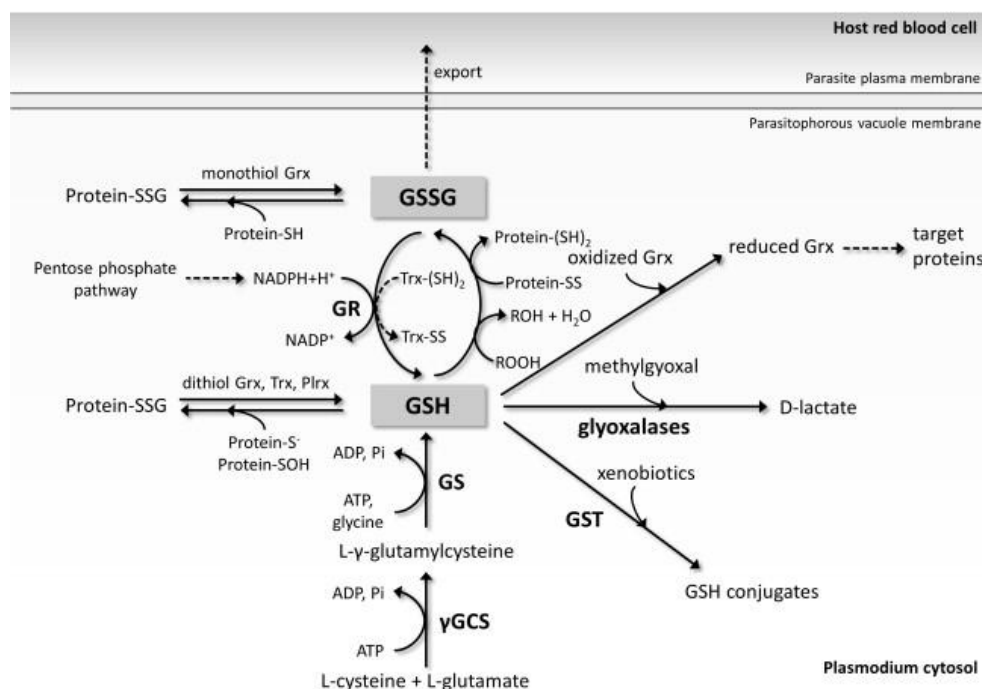 Host red blood cell
export
Parasite plasma membrane
Parasitophorous vacuole membrane
monothiol Grx
Protein-SSG
GSSG
Protein-SH
Protein-(SH)2
oxidized Grx
reduced Grx
target
proteins
Pentose phosphate
pathway
NADPH+H+
Trx-(SH)2
Protein-SS
GR
ROH + H2O
NADP+
Trx-SS
ROOH
methylgyoxal
dithiol Grx, Trx, Plrx
Protein-SSG
GSH
D-lactate
glyoxalases
Protein-S-
Protein-SOH
ADP, Pi
GS
xenobiotics
ATP,
glycine
GST
L-γ-glutamylcysteine
ADP, Pi
GSH conjugates
γGCS
ATP
L-cysteine + L-glutamate
Plasmodium cytosol